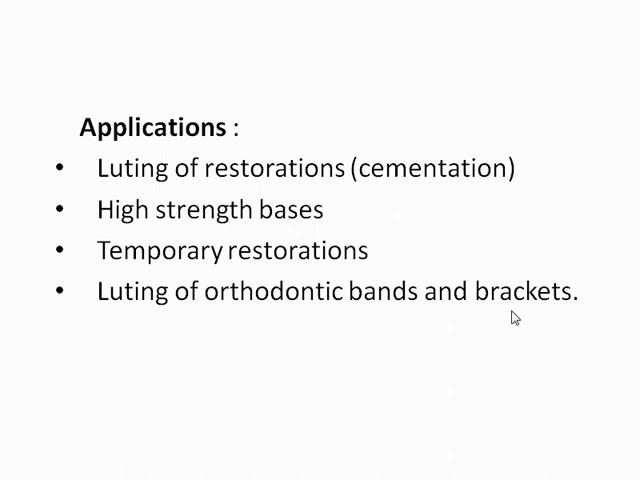 Applications :
• Luting of restorations (cementation)
• High strength bases
• Temporary restorations
• Luting of orthodontic bands and brackets.